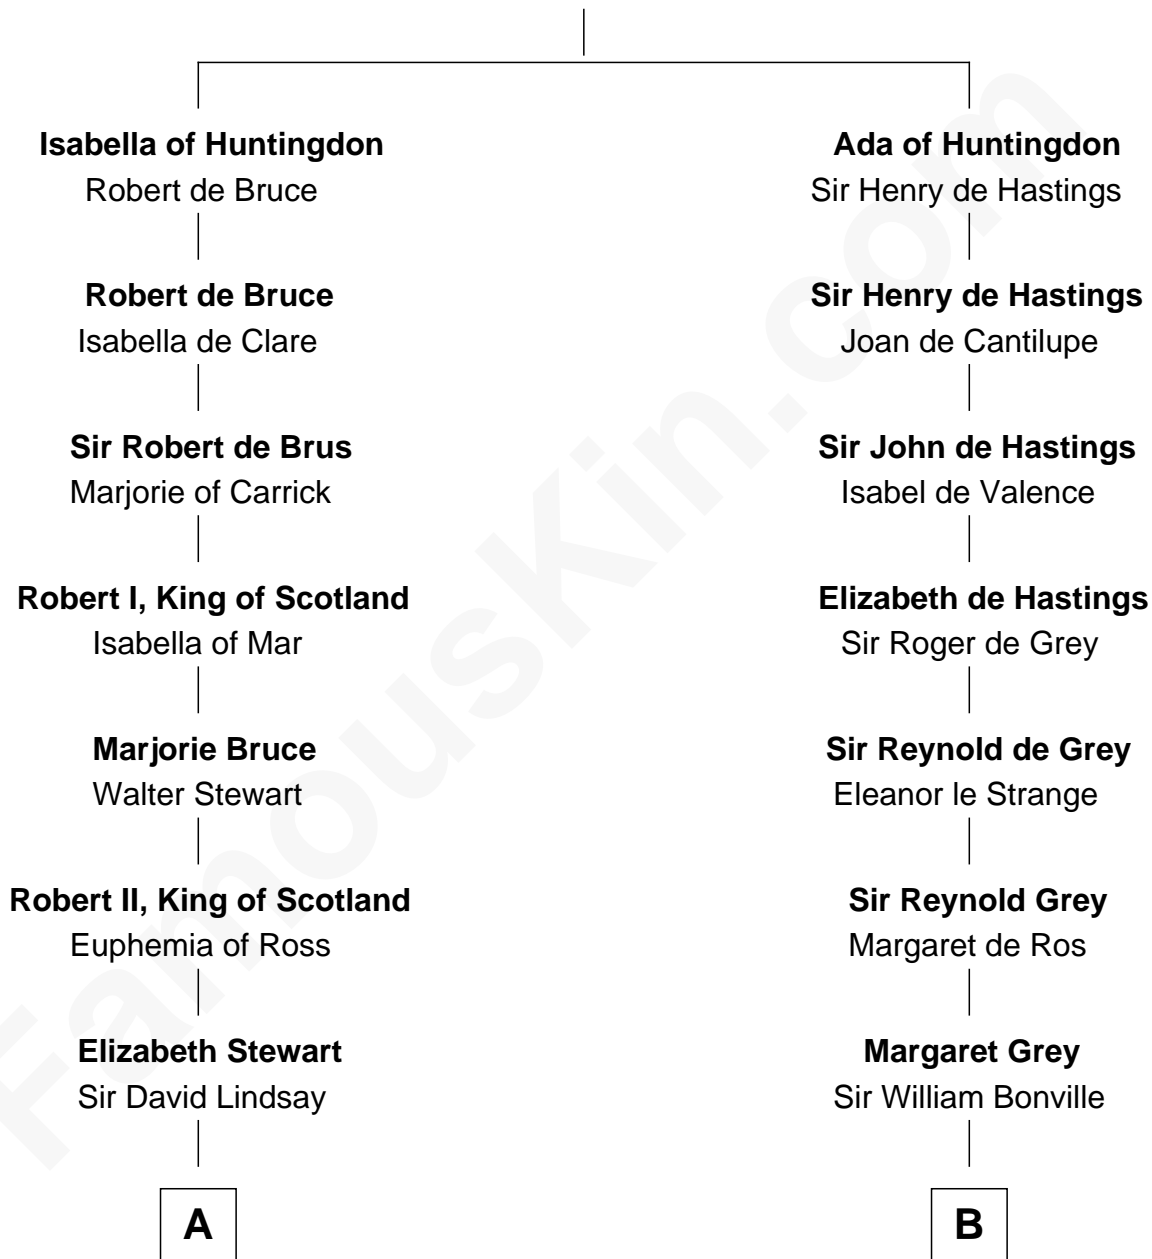 Isabella of Huntingdon
Robert de Bruce
Robert de Bruce
Isabella de Clare
Sir Robert de Brus
Marjorie of Carrick
Robert I, King of Scotland
Isabella of Mar
Marjorie Bruce
Walter Stewart
Robert II, King of Scotland
Euphemia of Ross
Elizabeth Stewart
Sir David Lindsay
A
Ada of Huntingdon
Sir Henry de Hastings
Sir Henry de Hastings
Joan de Cantilupe
Sir John de Hastings
Isabel de Valence
Elizabeth de Hastings
Sir Roger de Grey
Sir Reynold de Grey
Eleanor le Strange
Sir Reynold Grey
Margaret de Ros
Margaret Grey
Sir William Bonville
B
FamousKin.com